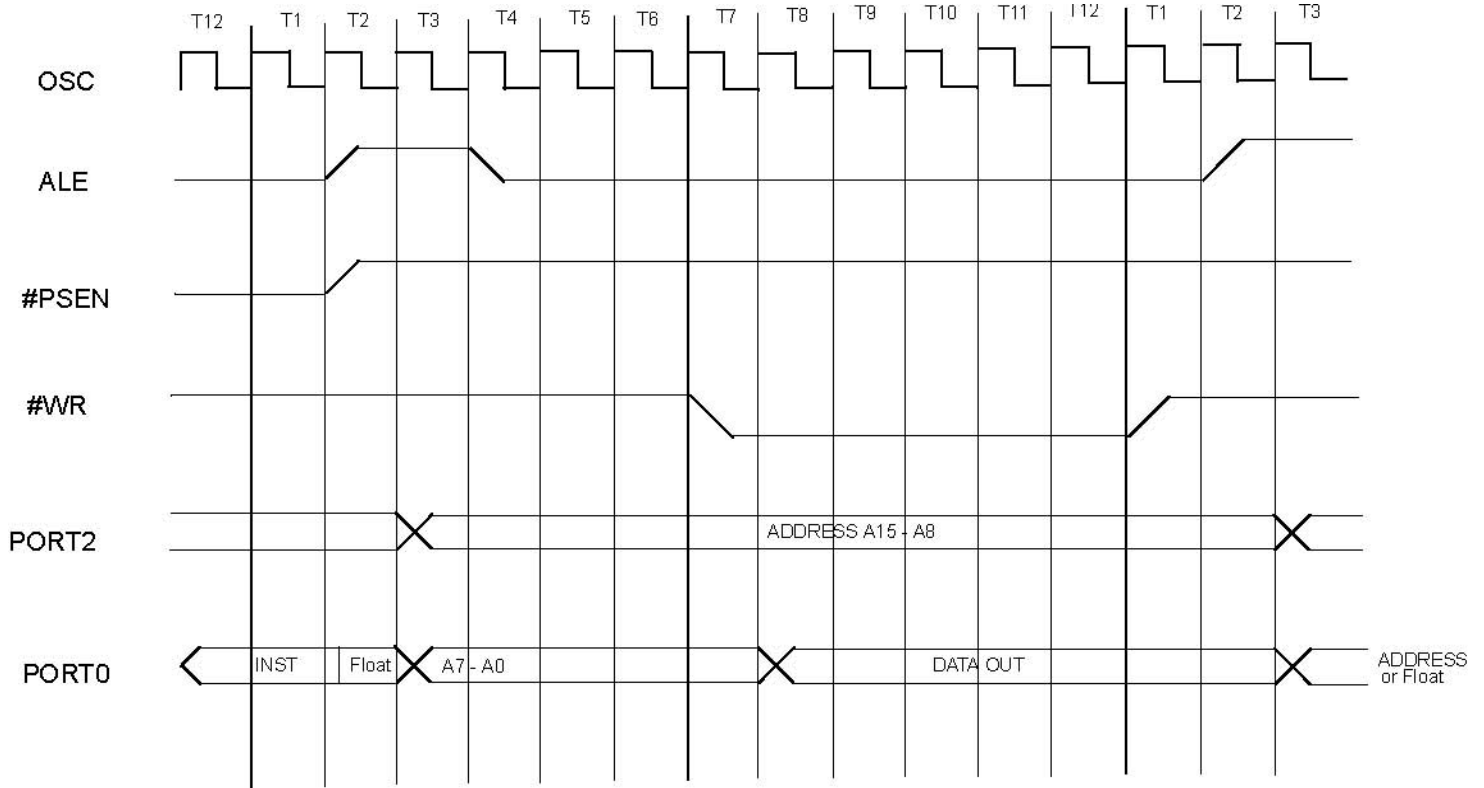 T12 T1 T2 T3 T4 T5 T6 T7 T8 T9 T10 T11 T12 T1 T2 T3
OSC
ALE
#PSEN
#WR
PORT2 ADDRESS A15 - A8
PORT0 INST Float A7 - A0 DATA OUT ADDRESS
or Float